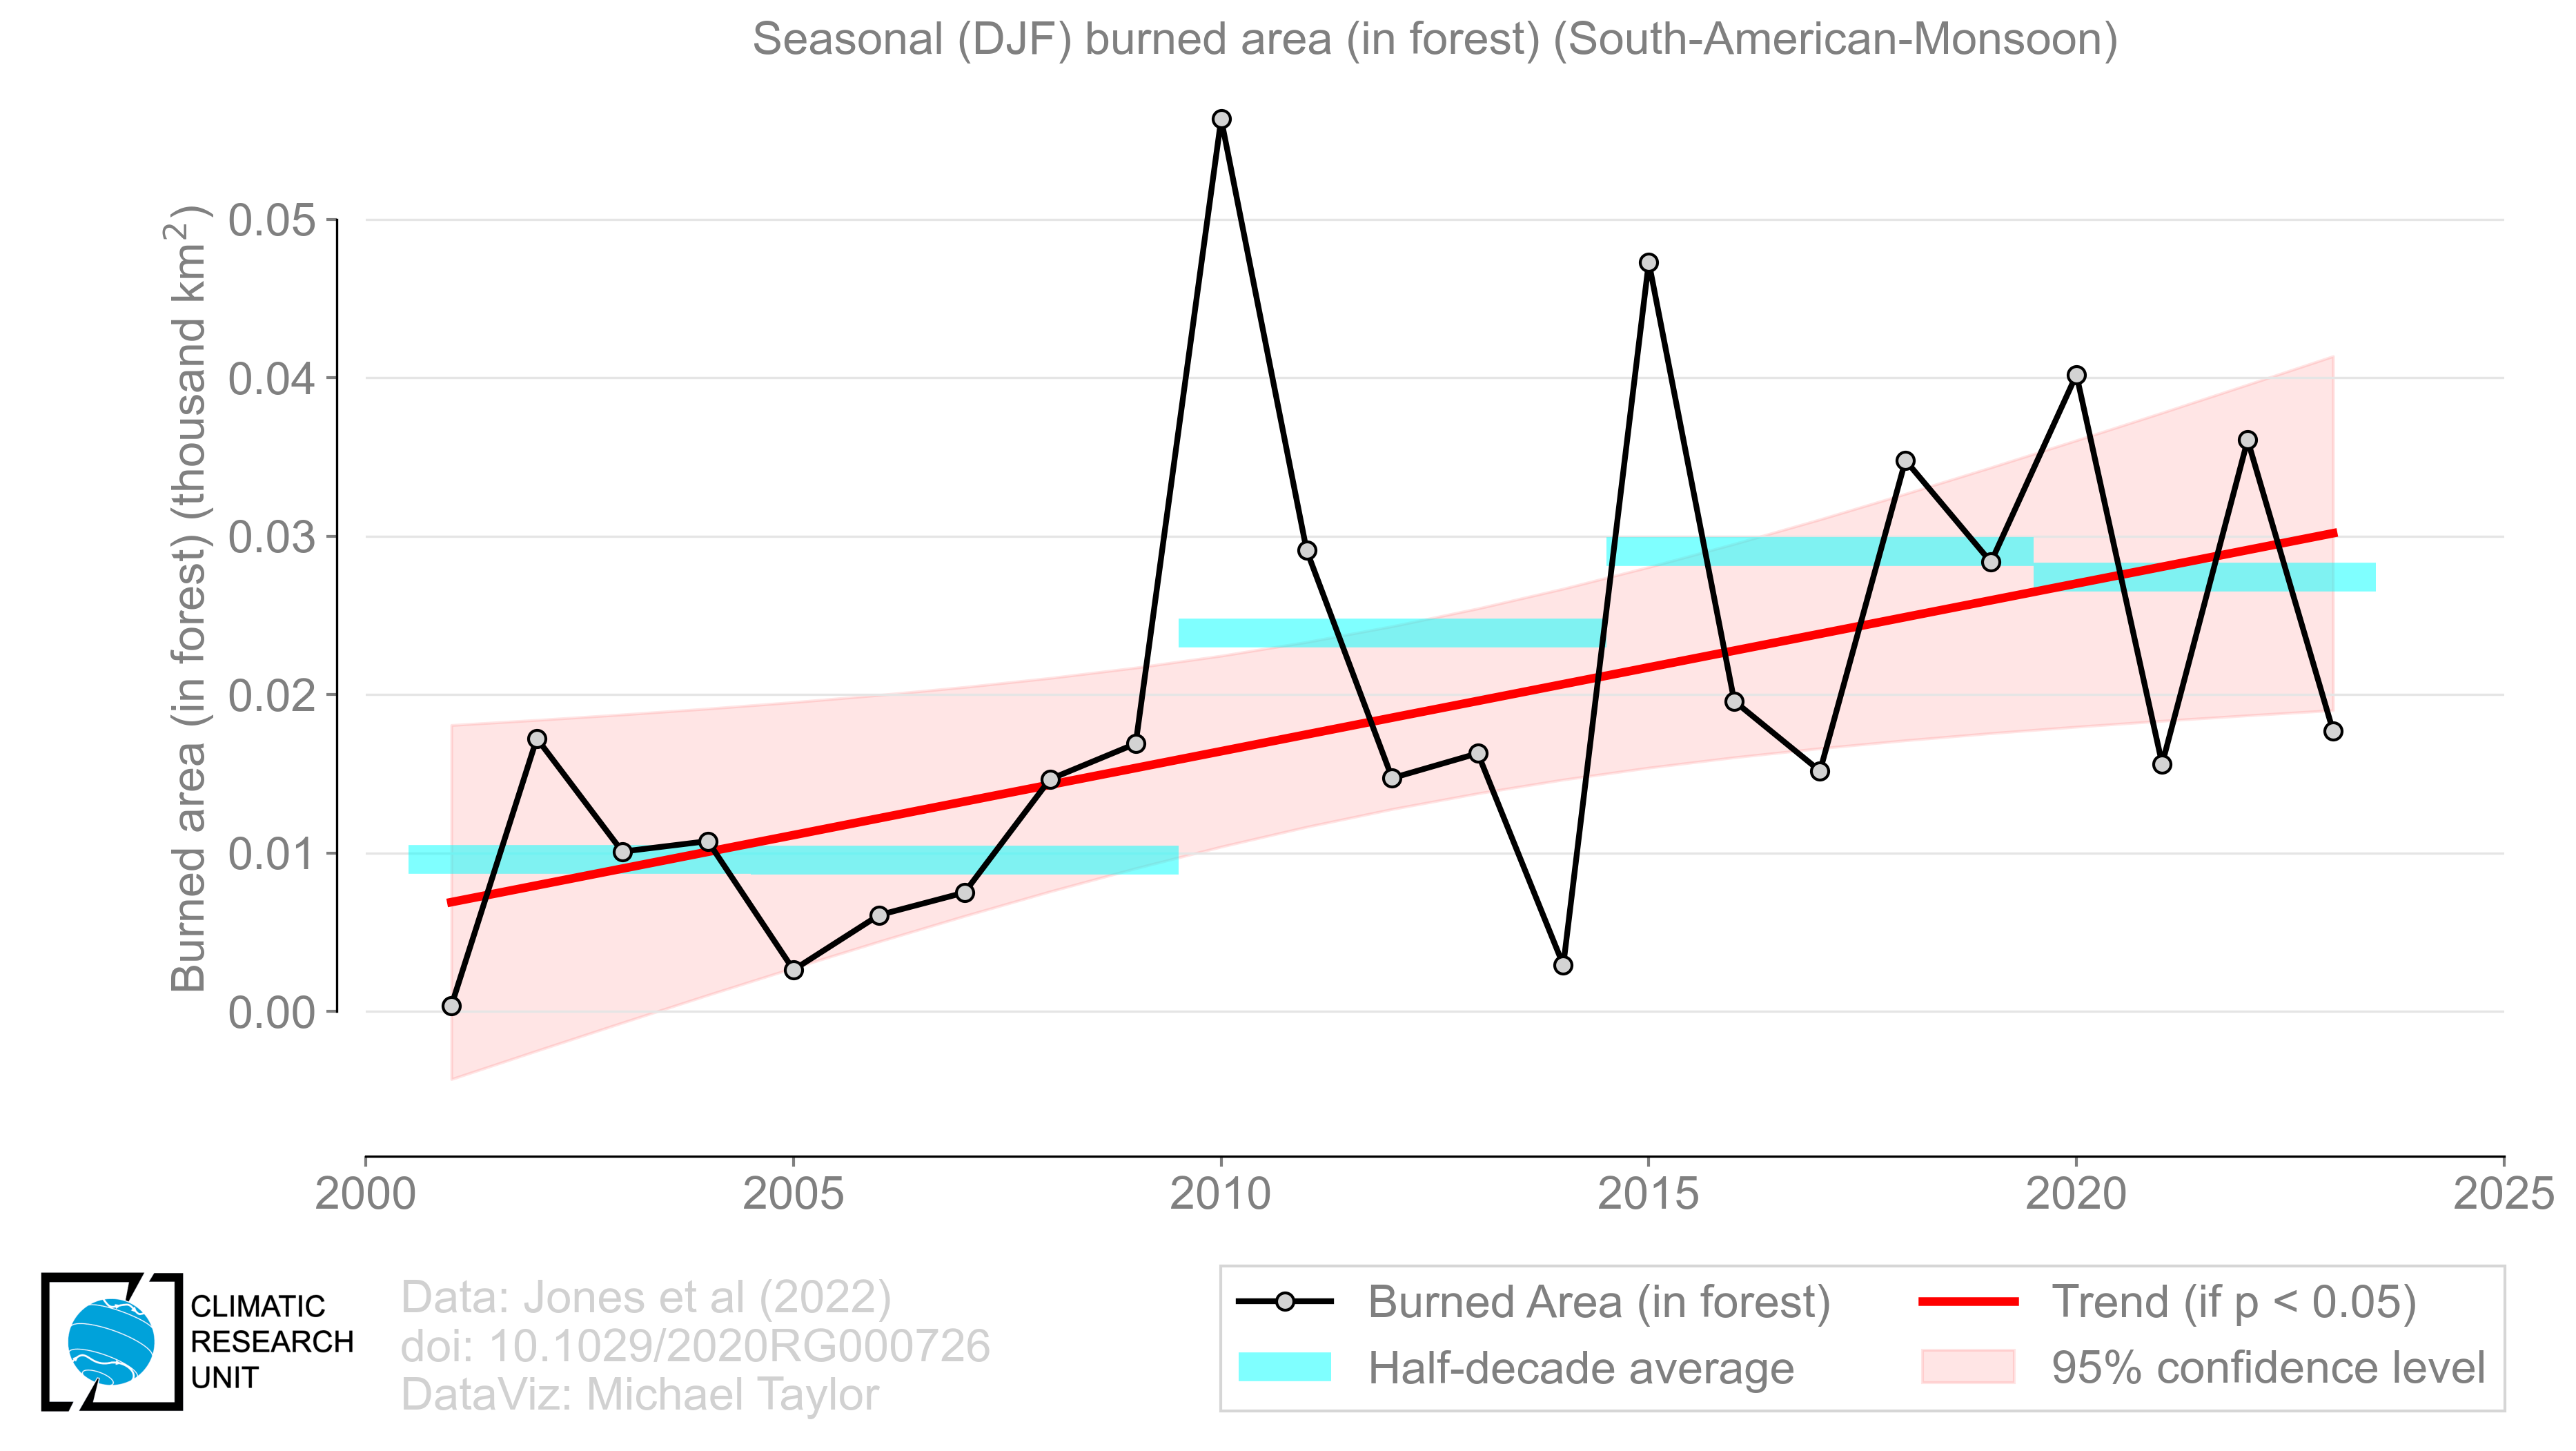 Seasonal (DJF) burned area (in forest) (South-American-Monsoon)
Burned area (in forest) (thousand km²)
0.05
0.04
0.03
0.02
0.01
0.00
2000 2005 2010 2015 2020 2025
CLIMATIC
RESEARCH
UNIT
Data: Jones et al (2022)
doi: 10.1029/2020RG000726
DataViz: Michael Taylor
Burned Area (in forest)
Half-decade average
Trend (if p < 0.05)
95% confidence level